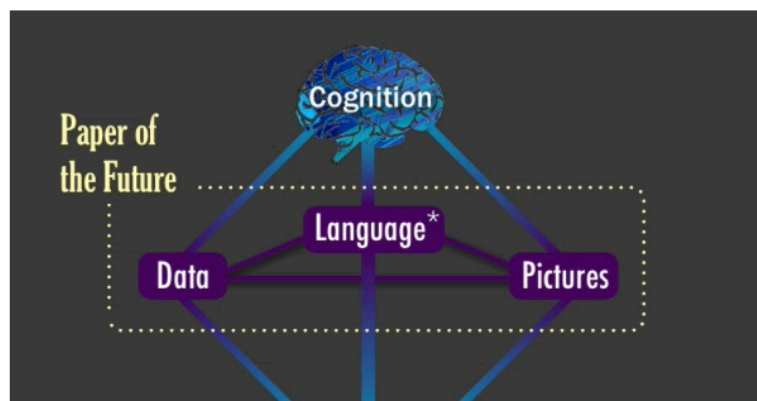 Cognition
Paper of
the Future
Language*
Data
Pictures